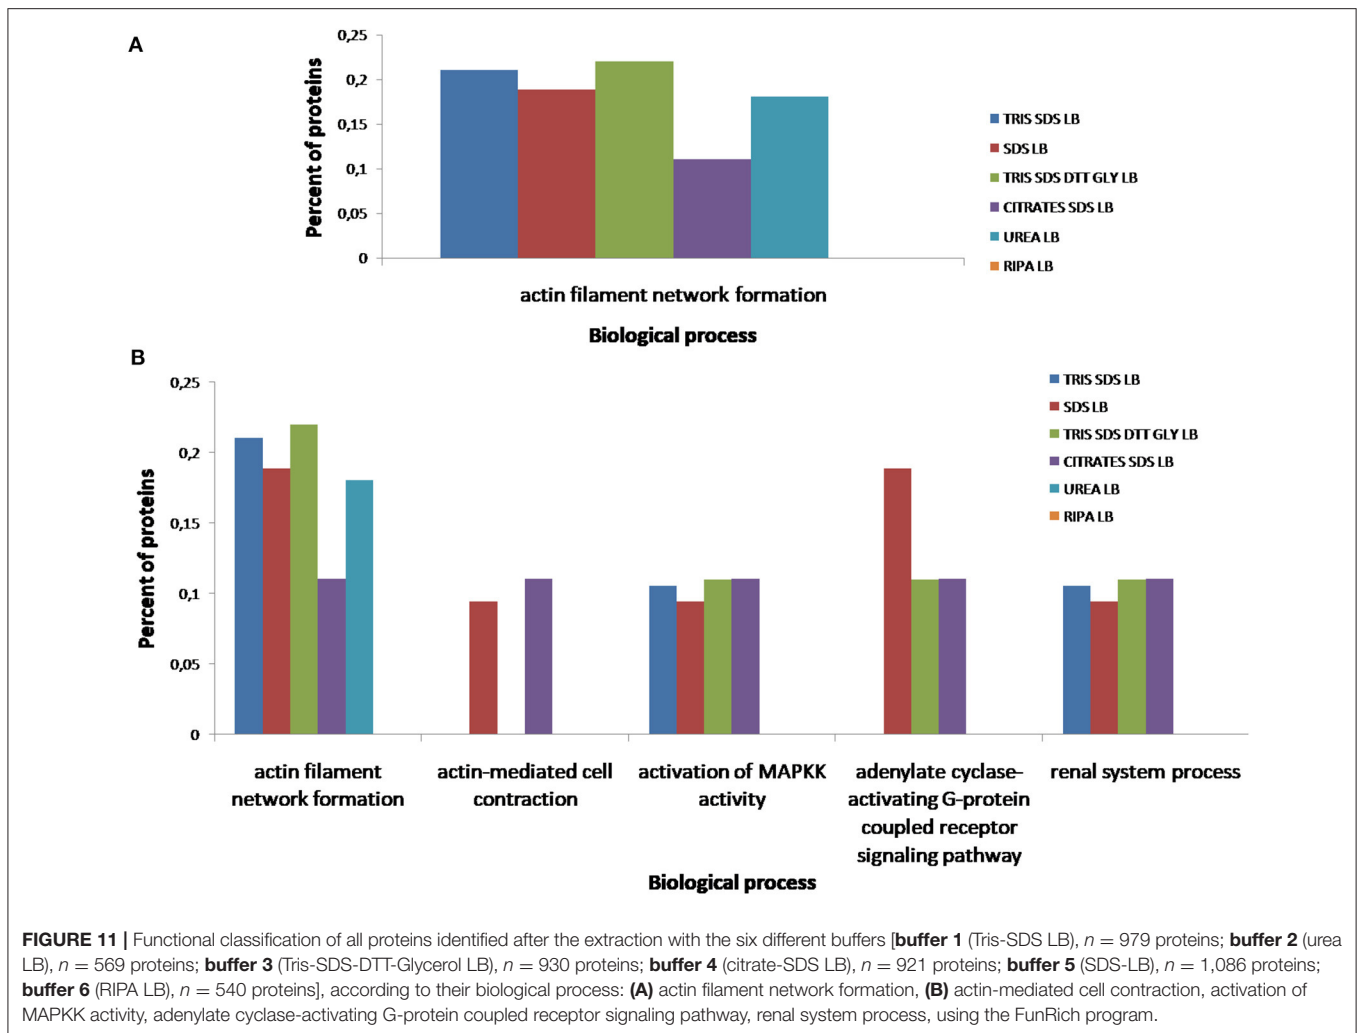 A
Percent of proteins
0,25
0,2
0,15
0,1
0,05
0
actin filament network formation
Biological process
TRIS SDS LB
SDS LB
TRIS SDS DTT GLY LB
CITRATES SDS LB
UREA LB
RIPA LB
B
Percent of proteins
0,25
0,2
0,15
0,1
0,05
0
TRIS SDS LB
SDS LB
TRIS SDS DTT GLY LB
CITRATES SDS LB
UREA LB
RIPA LB
actin filament
network formation
actin-mediated cell
contraction
activation of MAPKK
activity
adenylate cyclase-
activating G-protein
coupled receptor
signaling pathway
renal system process
Biological process
FIGURE 11 | Functional classification of all proteins identified after the extraction with the six different buffers [buffer 1 (Tris-SDS LB), n = 979 proteins; buffer 2 (urea
LB), n = 569 proteins; buffer 3 (Tris-SDS-DTT-Glycerol LB), n = 930 proteins; buffer 4 (citrate-SDS LB), n = 921 proteins; buffer 5 (SDS-LB), n = 1,086 proteins;
buffer 6 (RIPA LB), n = 540 proteins], according to their biological process: (A) actin filament network formation, (B) actin-mediated cell contraction, activation of
MAPKK activity, adenylate cyclase-activating G-protein coupled receptor signaling pathway, renal system process, using the FunRich program.